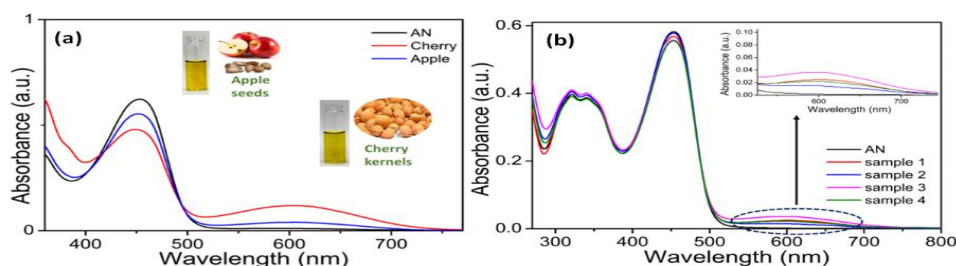 (a)
AN
Cherry
Apple
Apple
seeds
Cherry
kernels
1
0
400
500
600
700
Absorbance (a.u.)
Wavelength (nm)
(b)
0.6
0.4
0.2
0.0
300
400
500
600
700
800
Absorbance (a.u.)
Wavelength (nm)
0.10
0.08
0.06
0.04
0.02
0.00
600
700
Absorbance (a.u.)
Wavelength (nm)
AN
sample 1
sample 2
sample 3
sample 4